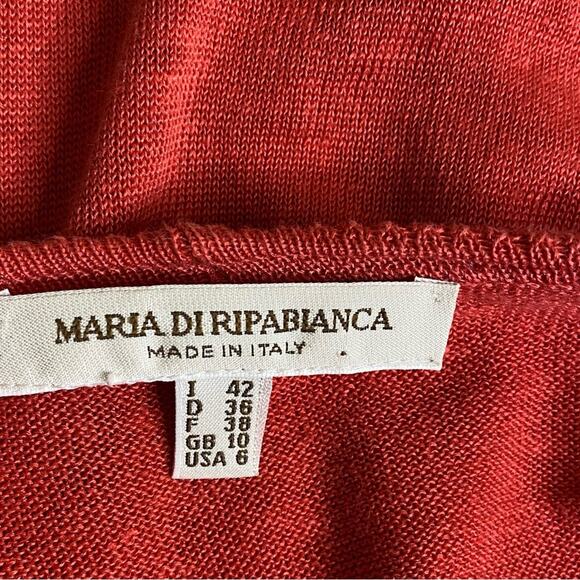 MARIA DI RIPABIANCA
MADE IN ITALY
I 42
D 36
F 38
GB 10
USA 6